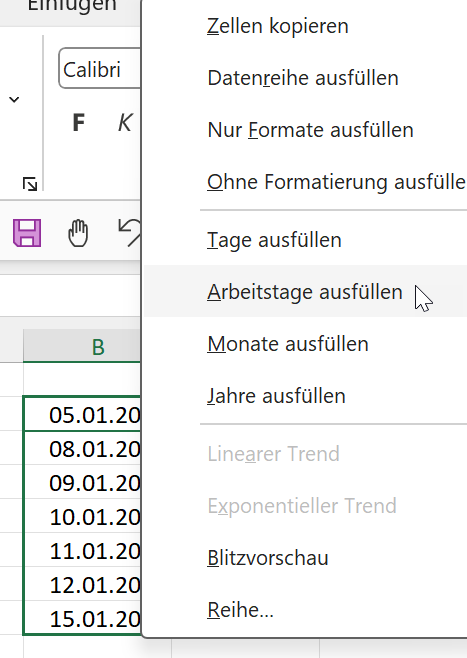 Einfügen
Calibri
F K
Zellen kopieren
Datenreihe ausfüllen
Nur Formate ausfüllen
Ohne Formatierung ausfülle
Tage ausfüllen
Arbeitstage ausfüllen
Monate ausfüllen
Jahre ausfüllen
Linearer Trend
Exponentieller Trend
Blitzvorschau
Reihe...
B
05.01.20
08.01.20
09.01.20
10.01.20
11.01.20
12.01.20
15.01.20